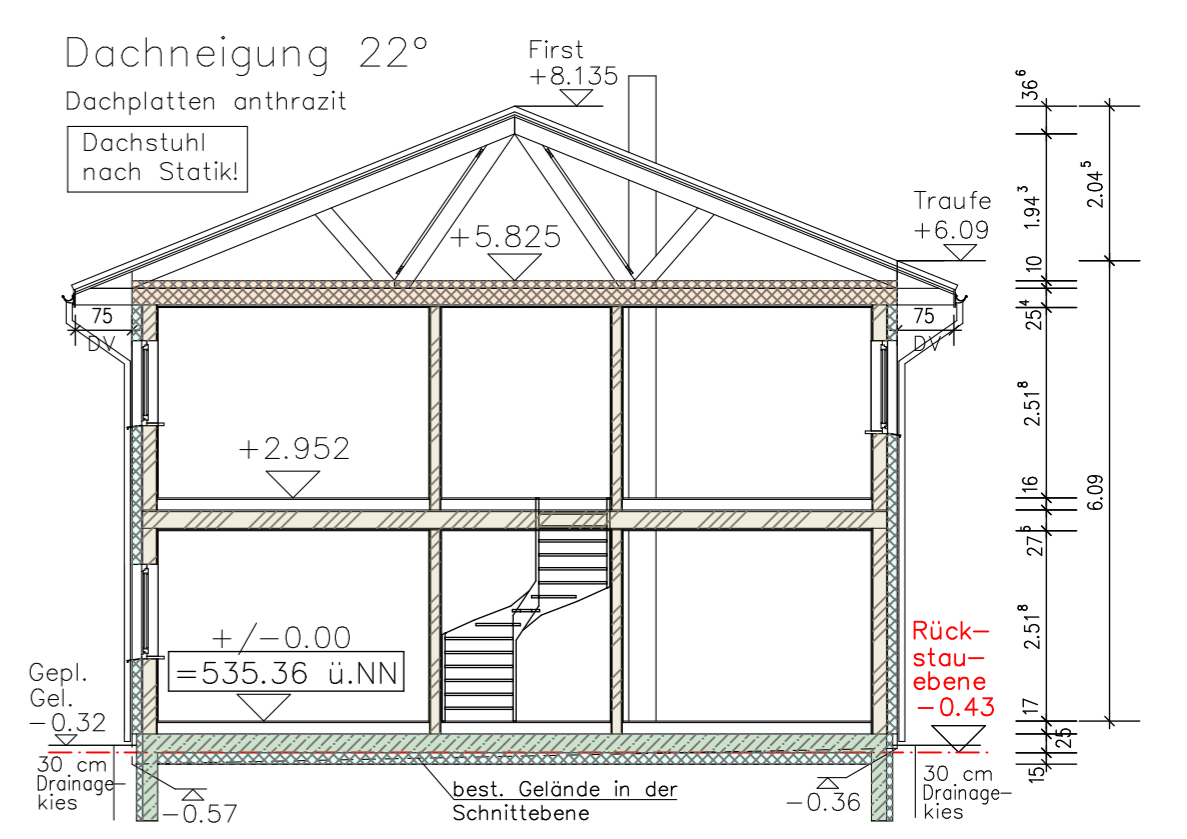 Dachneigung 22°
Dachplatten anthrazit
Dachstuhl
nach Statik!
First
+8.135
Traufe
+6.09
+5.825
75
DV
75
DV
+2.952
+/−0.00
=535.36 ü.NN
Gepl.
Gel.
−0.32
30 cm
Drainage−
kies
−0.57
best. Gelände in der
Schnittebene
−0.36
30 cm
Drainage−
kies
Rück−
stau−
ebene
−0.43
36⁶
1.94³
10
25⁴
2.51⁸
16
27⁵
2.51⁸
17
25
15
2.04⁵
6.09